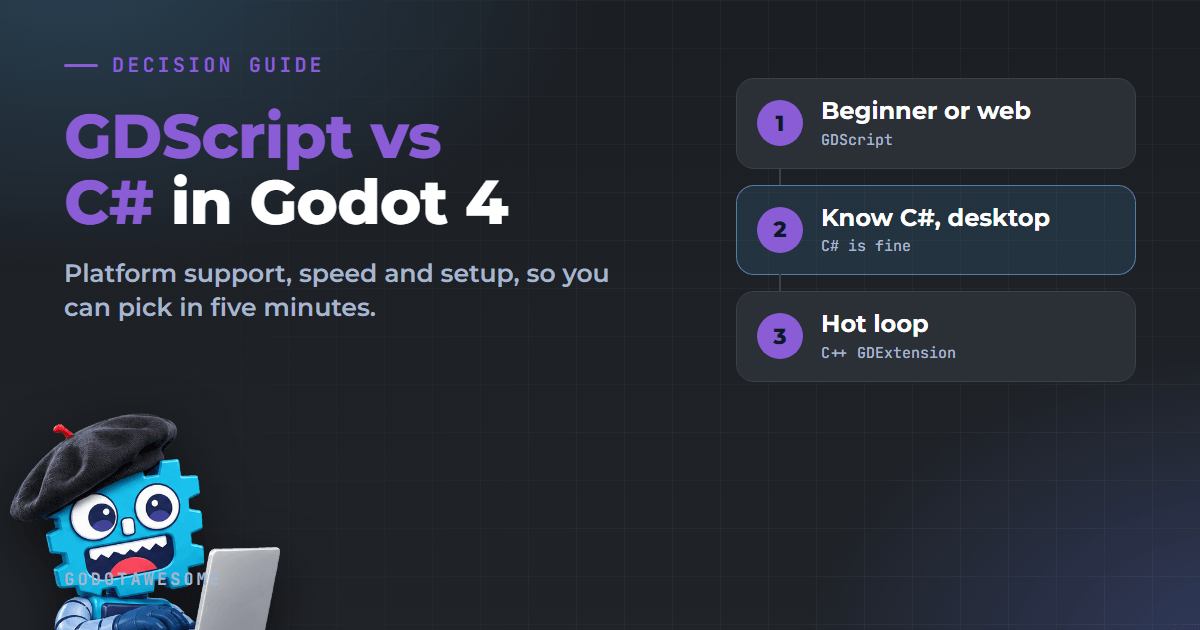 DECISION GUIDE
GDScript vs
C# in Godot 4
Platform support, speed and setup, so you
can pick in five minutes.
1
Beginner or web
GDScript
2
Know C#, desktop
C# is fine
3
Hot loop
C++ GDExtension
GODOTAWESOME